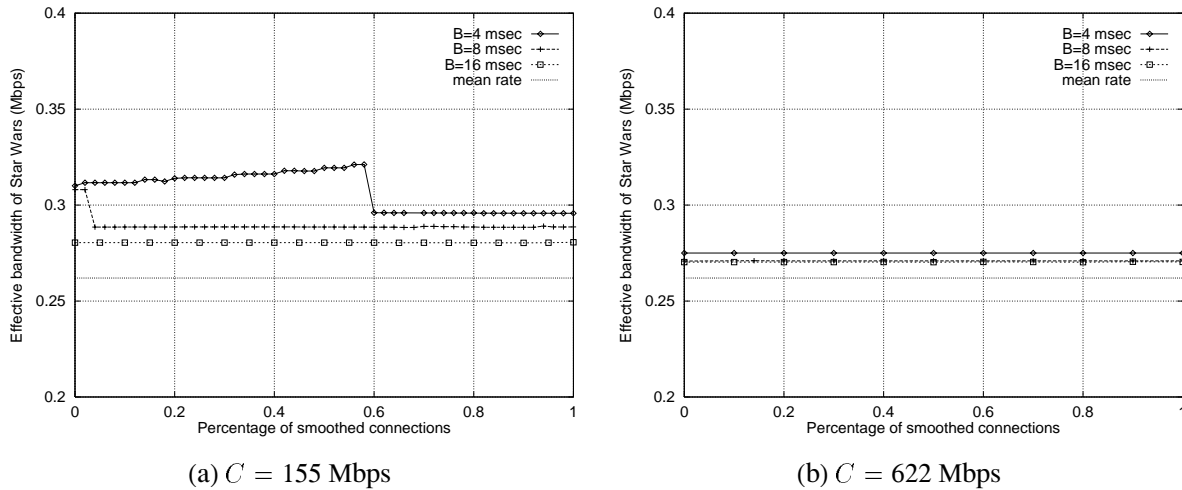 0.4
0.35
0.3
0.25
0.2
0
0.2
0.4
0.6
0.8
1
Effective bandwidth of Star Wars (Mbps)
Percentage of smoothed connections
B=4 msec
B=8 msec
B=16 msec
mean rate
(a) C = 155 Mbps
0.4
0.35
0.3
0.25
0.2
0
0.2
0.4
0.6
0.8
1
Effective bandwidth of Star Wars (Mbps)
Percentage of smoothed connections
B=4 msec
B=8 msec
B=16 msec
mean rate
(b) C = 622 Mbps